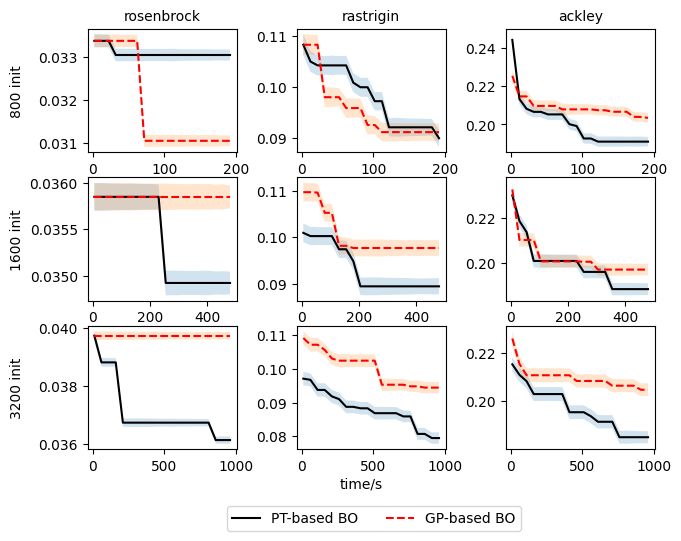 rosenbrock rastrigin ackley
800 init
0.033
0.032
0.031
0 100 200
0.11
0.10
0.09
0 100 200
0.24
0.22
0.20
0 100 200
1600 init
0.0360
0.0355
0.0350
0 200 400
0.11
0.10
0.09
0 200 400
0.22
0.20
0 200 400
3200 init
0.040
0.038
0.036
0 500 1000
0.11
0.10
0.09
0.08
0 500 1000
0.22
0.20
0 500 1000
time/s
PT-based BO GP-based BO